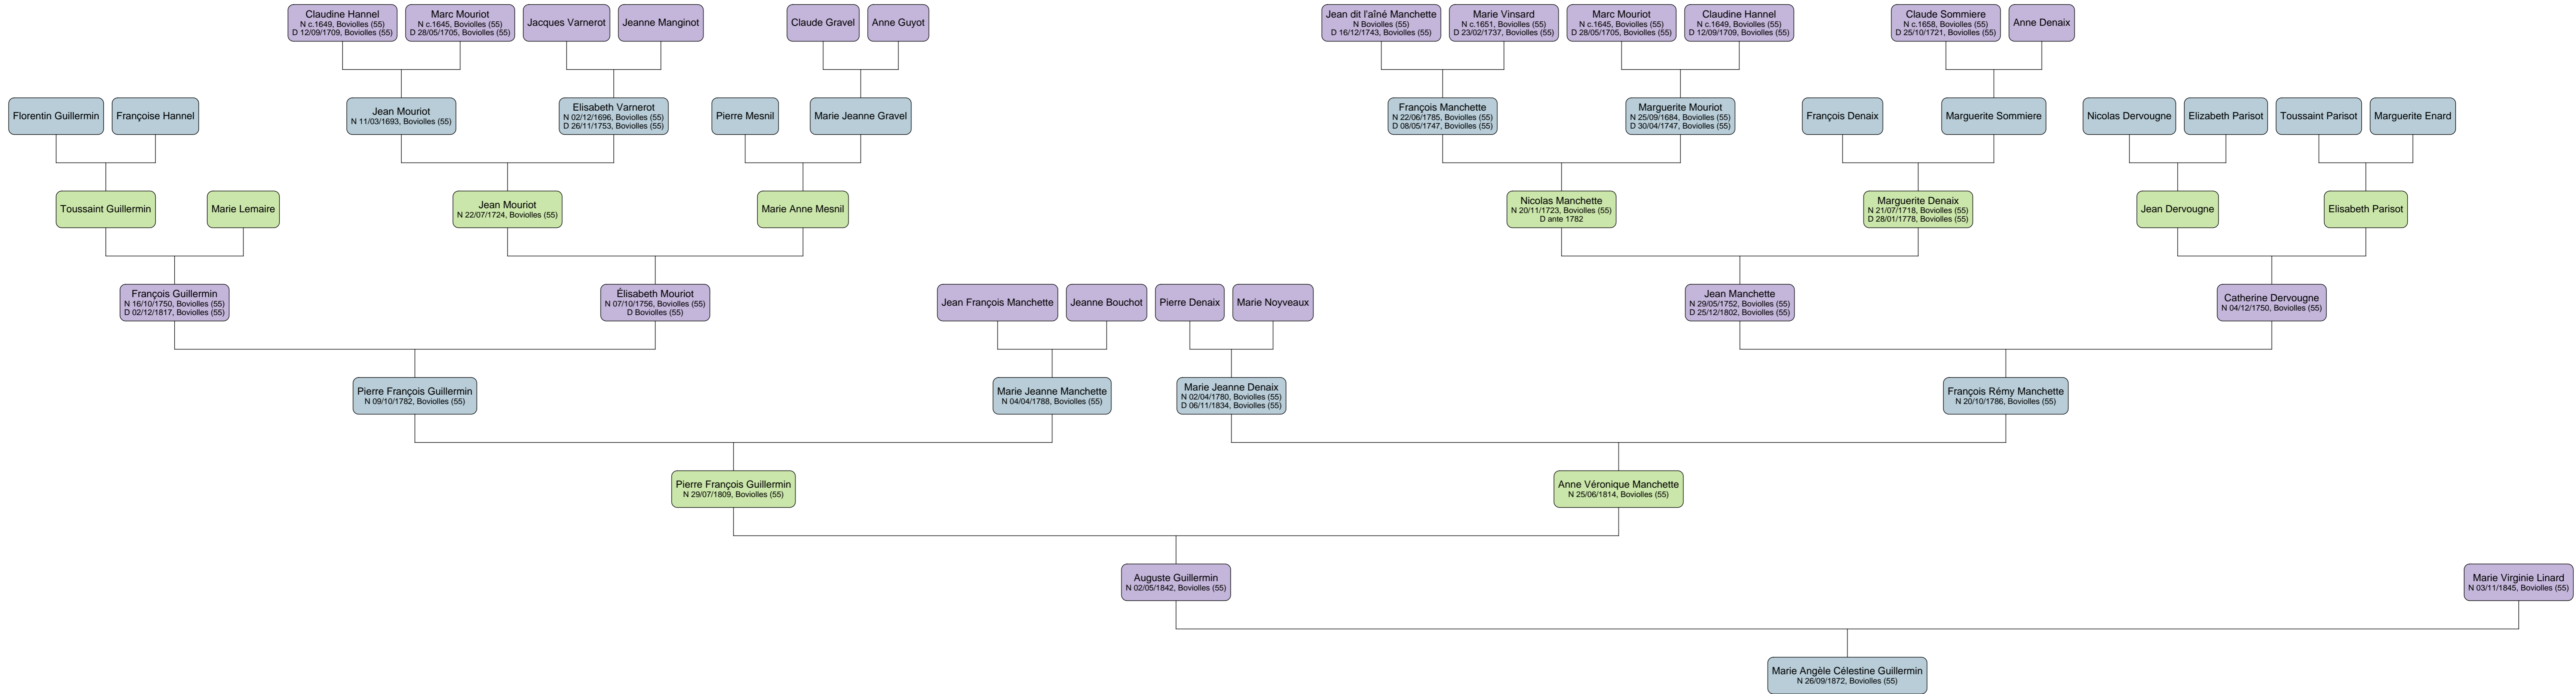 Claudine Hannel
N c.1649, Boviolles (55)
D 12/09/1709, Boviolles (55)
Marc Mouriot
N c.1645, Boviolles (55)
D 28/05/1705, Boviolles (55)
Jacques Varnerot
Jeanne Manginot
Claude Gravel
Anne Guyot
Jean dit l'aîné Manchette
N Boviolles (55)
D 16/12/1743, Boviolles (55)
Marie Vinsard
N c.1651, Boviolles (55)
D 23/02/1737, Boviolles (55)
Marc Mouriot
N c.1645, Boviolles (55)
D 28/05/1705, Boviolles (55)
Claudine Hannel
N c.1649, Boviolles (55)
D 12/09/1709, Boviolles (55)
Claude Sommiere
N c.1658, Boviolles (55)
D 25/10/1721, Boviolles (55)
Anne Denaix
Florentin Guillermin
Françoise Hannel
Jean Mouriot
N 11/03/1693, Boviolles (55)
Elisabeth Varnerot
N 02/12/1696, Boviolles (55)
D 26/11/1753, Boviolles (55)
Pierre Mesnil
Marie Jeanne Gravel
François Manchette
N 22/06/1785, Boviolles (55)
D 08/05/1747, Boviolles (55)
Marguerite Mouriot
N 25/09/1684, Boviolles (55)
D 30/04/1747, Boviolles (55)
François Denaix
Marguerite Sommiere
Nicolas Dervougne
Elizabeth Parisot
Toussaint Parisot
Marguerite Enard
Toussaint Guillermin
Marie Lemaire
Jean Mouriot
N 22/07/1724, Boviolles (55)
Marie Anne Mesnil
Nicolas Manchette
N 20/11/1723, Boviolles (55)
D ante 1782
Marguerite Denaix
N 21/07/1718, Boviolles (55)
D 28/01/1778, Boviolles (55)
Jean Dervougne
Elisabeth Parisot
François Guillermin
N 16/10/1750, Boviolles (55)
D 02/12/1817, Boviolles (55)
Élisabeth Mouriot
N 07/10/1756, Boviolles (55)
D Boviolles (55)
Jean François Manchette
Jeanne Bouchot
Pierre Denaix
Marie Noyveaux
Jean Manchette
N 29/05/1752, Boviolles (55)
D 25/12/1802, Boviolles (55)
Catherine Dervougne
N 04/12/1750, Boviolles (55)
Pierre François Guillermin
N 09/10/1782, Boviolles (55)
Marie Jeanne Manchette
N 04/04/1788, Boviolles (55)
Marie Jeanne Denaix
N 02/04/1780, Boviolles (55)
D 06/11/1834, Boviolles (55)
François Rémy Manchette
N 20/10/1786, Boviolles (55)
Pierre François Guillermin
N 29/07/1809, Boviolles (55)
Anne Véronique Manchette
N 25/06/1814, Boviolles (55)
Auguste Guillermin
N 02/05/1842, Boviolles (55)
Marie Virginie Linard
N 03/11/1845, Boviolles (55)
Marie Angèle Célestine Guillermin
N 26/09/1872, Boviolles (55)